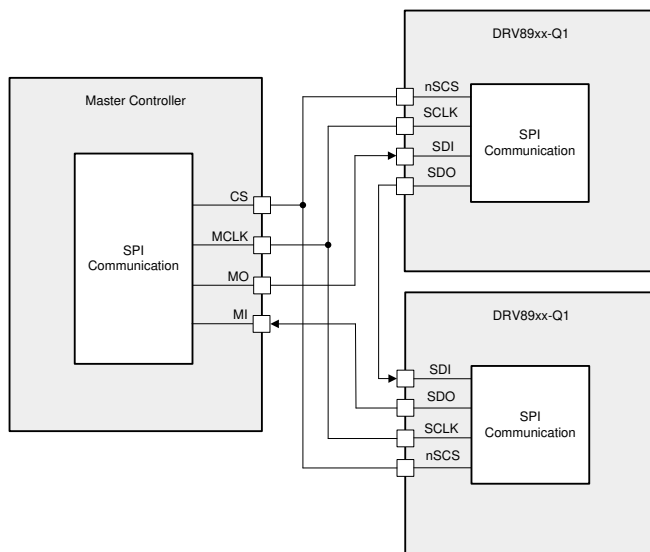 Master Controller
SPI
Communication
CS
MCLK
MO
MI
DRV89xx-Q1
nSCS
SCLK
SDI
SDO
SPI
Communication
DRV89xx-Q1
SDI
SDO
SCLK
nSCS
SPI
Communication